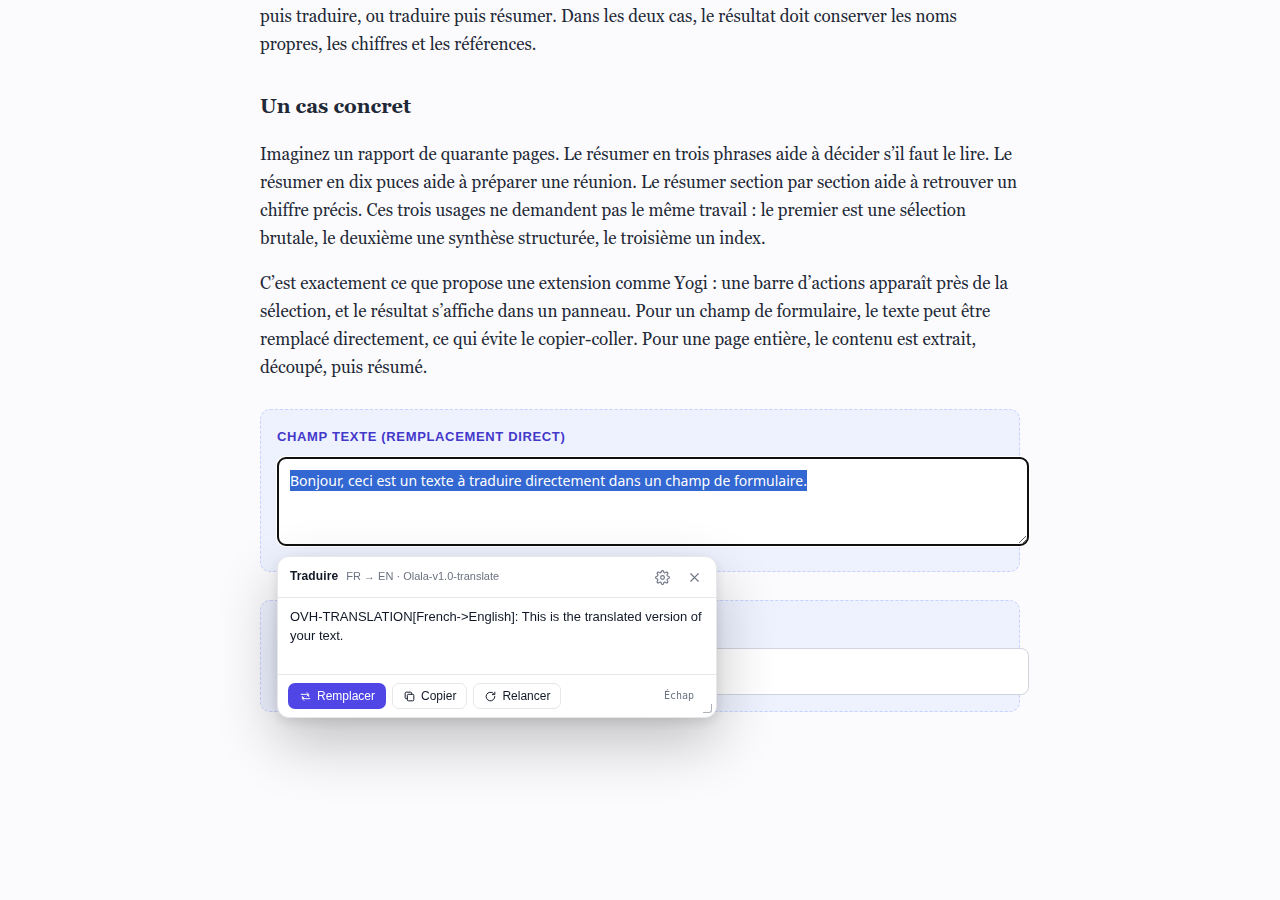 puis traduire, ou traduire puis résumer. Dans les deux cas, le résultat doit conserver les noms
propres, les chiffres et les références.
Un cas concret
Imaginez un rapport de quarante pages. Le résumer en trois phrases aide à décider s’il faut le lire. Le
résumer en dix puces aide à préparer une réunion. Le résumer section par section aide à retrouver un
chiffre précis. Ces trois usages ne demandent pas le même travail : le premier est une sélection
brutale, le deuxième une synthèse structurée, le troisième un index.
C’est exactement ce que propose une extension comme Yogi : une barre d’actions apparaît près de la
sélection, et le résultat s’affiche dans un panneau. Pour un champ de formulaire, le texte peut être
remplacé directement, ce qui évite le copier-coller. Pour une page entière, le contenu est extrait,
découpé, puis résumé.
CHAMP TEXTE (REMPLACEMENT DIRECT)
Bonjour, ceci est un texte à traduire directement dans un champ de formulaire.
Traduire FR → EN · Olala-v1.0-translate
OVH-TRANSLATION[French->English]: This is the translated version of
your text.
Remplacer Copier Relancer Échap